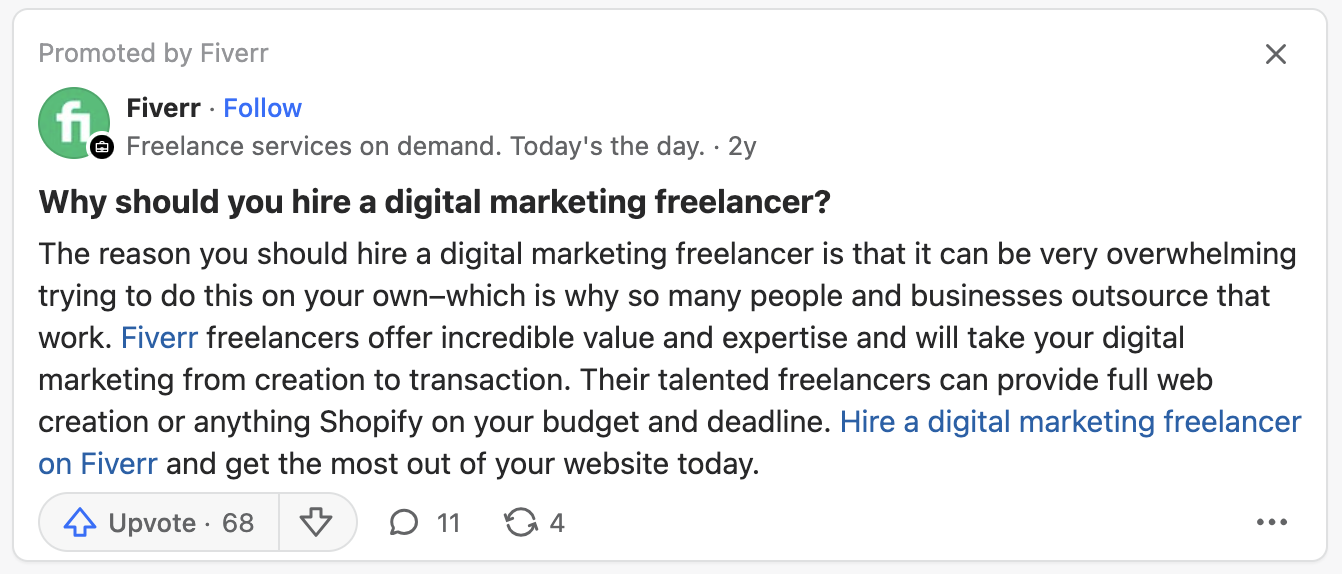 Promoted by Fiverr
fi
Fiverr · Follow
Freelance services on demand. Today's the day. · 2y
Why should you hire a digital marketing freelancer?
The reason you should hire a digital marketing freelancer is that it can be very overwhelming
trying to do this on your own–which is why so many people and businesses outsource that
work. Fiverr freelancers offer incredible value and expertise and will take your digital
marketing from creation to transaction. Their talented freelancers can provide full web
creation or anything Shopify on your budget and deadline. Hire a digital marketing freelancer
on Fiverr and get the most out of your website today.
Upvote · 68 11 4